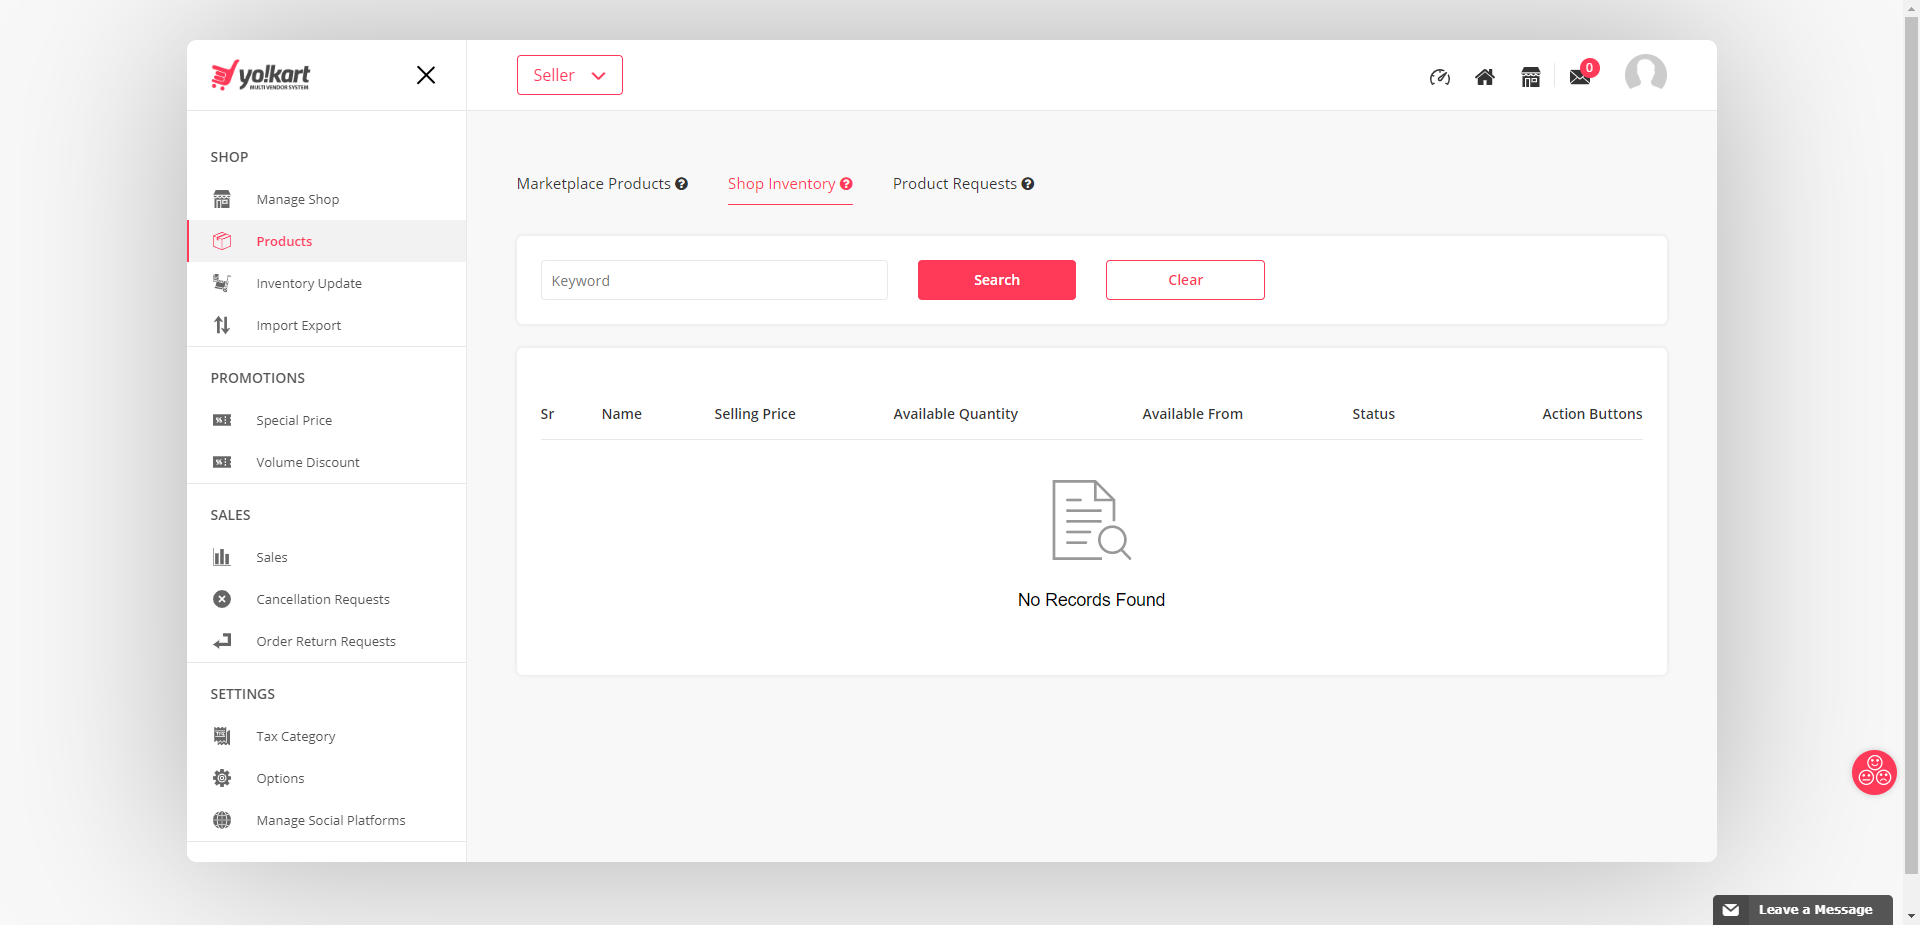 yo!kart
MULTI VENDOR SYSTEM
Seller
0
SHOP
Manage Shop
Products
Inventory Update
Import Export
PROMOTIONS
Special Price
Volume Discount
SALES
Sales
Cancellation Requests
Order Return Requests
SETTINGS
Tax Category
Options
Manage Social Platforms
Marketplace Products
Shop Inventory
Product Requests
Keyword
Search
Clear
Sr Name Selling Price Available Quantity Available From Status Action Buttons
No Records Found
Leave a Message